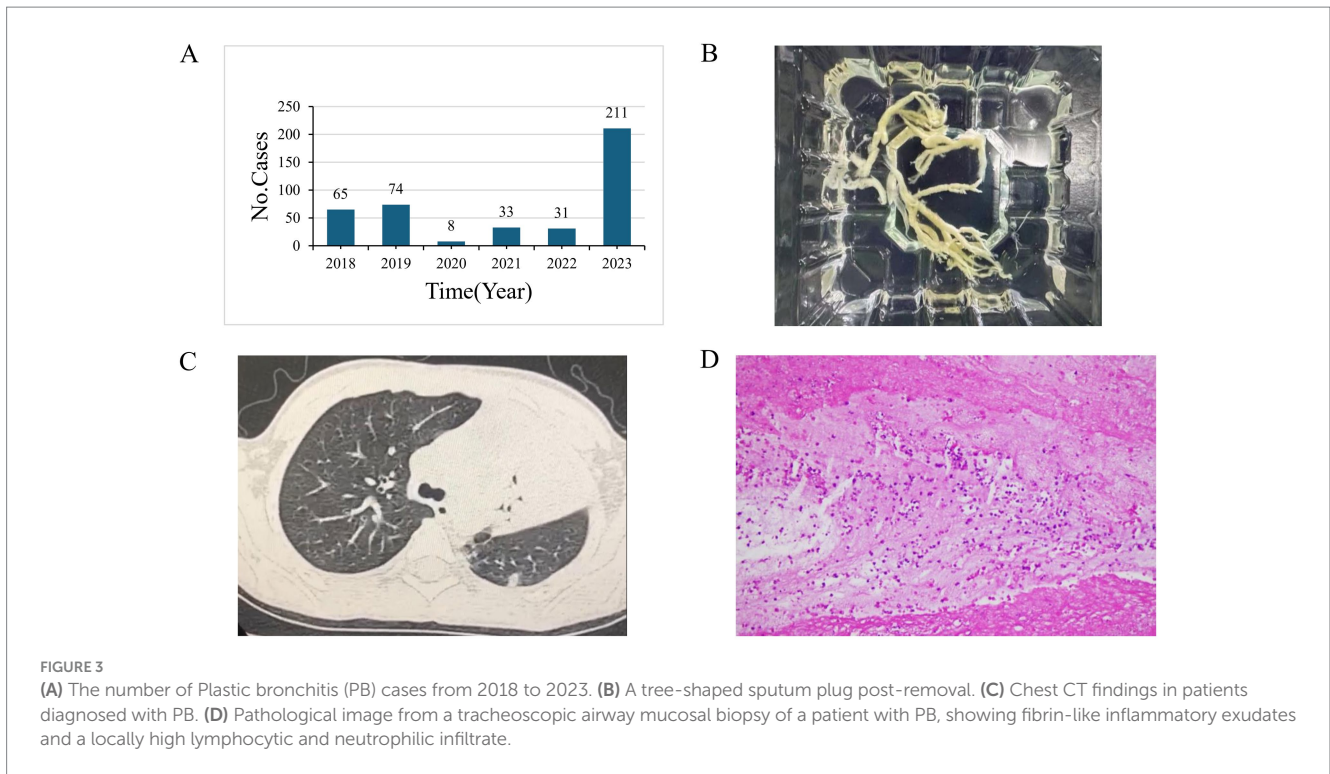 A
250
200
150
100
50
0
No.Cases
65
74
8
33
31
211
2018 2019 2020 2021 2022 2023
Time(Year)
B
C
D
FIGURE 3
(A) The number of Plastic bronchitis (PB) cases from 2018 to 2023. (B) A tree-shaped sputum plug post-removal. (C) Chest CT findings in patients
diagnosed with PB. (D) Pathological image from a tracheoscopic airway mucosal biopsy of a patient with PB, showing fibrin-like inflammatory exudates
and a locally high lymphocytic and neutrophilic infiltrate.